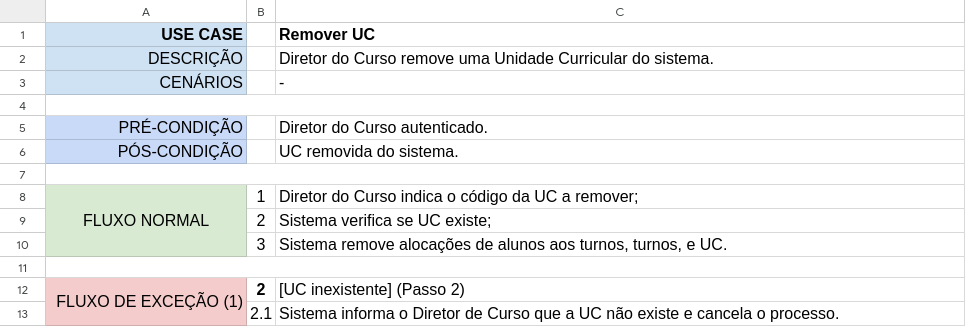 A B C
1 USE CASE Remover UC
2 DESCRIÇÃO Diretor do Curso remove uma Unidade Curricular do sistema.
3 CENÁRIOS -
4
5 PRÉ-CONDIÇÃO Diretor do Curso autenticado.
6 PÓS-CONDIÇÃO UC removida do sistema.
7
8 1 Diretor do Curso indica o código da UC a remover;
9 FLUXO NORMAL 2 Sistema verifica se UC existe;
10 3 Sistema remove alocações de alunos aos turnos, turnos, e UC.
11
12 FLUXO DE EXCEÇÃO (1) 2 [UC inexistente] (Passo 2)
13 2.1 Sistema informa o Diretor de Curso que a UC não existe e cancela o processo.